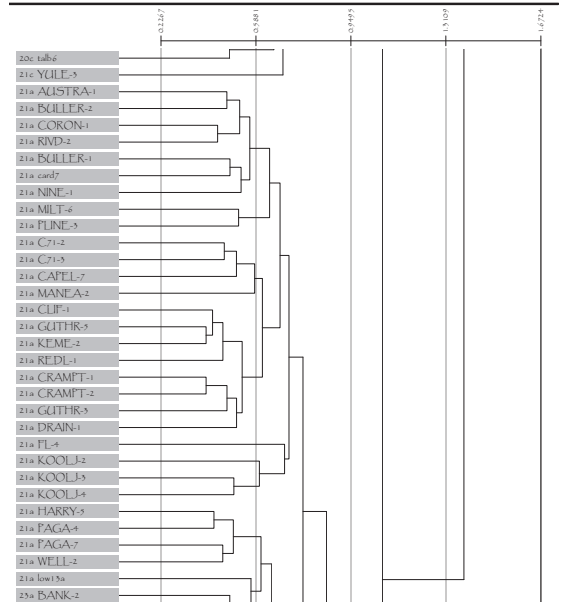 0.2267 0.5881 0.9495 1.3109 1.6724
20c talb6
21c YULE-3
21a AUSTRA-1
21a BULLER-2
21a CORON-1
21a RIVD-2
21a BULLER-1
21a card7
21a NINE-1
21a MILT-6
21a PLINE-3
21a C71-2
21a C71-3
21a CAPEL-7
21a MANEA-2
21a CLIF-1
21a GUTHR-5
21a KEME-2
21a REDL-1
21a CRAMPT-1
21a CRAMPT-2
21a GUTHR-3
21a DRAIN-1
21a FL-4
21a KOOLJ-2
21a KOOLJ-3
21a KOOLJ-4
21a HARRY-5
21a PAGA-4
21a PAGA-7
21a WELL-2
21a low13a
23a BANK-2